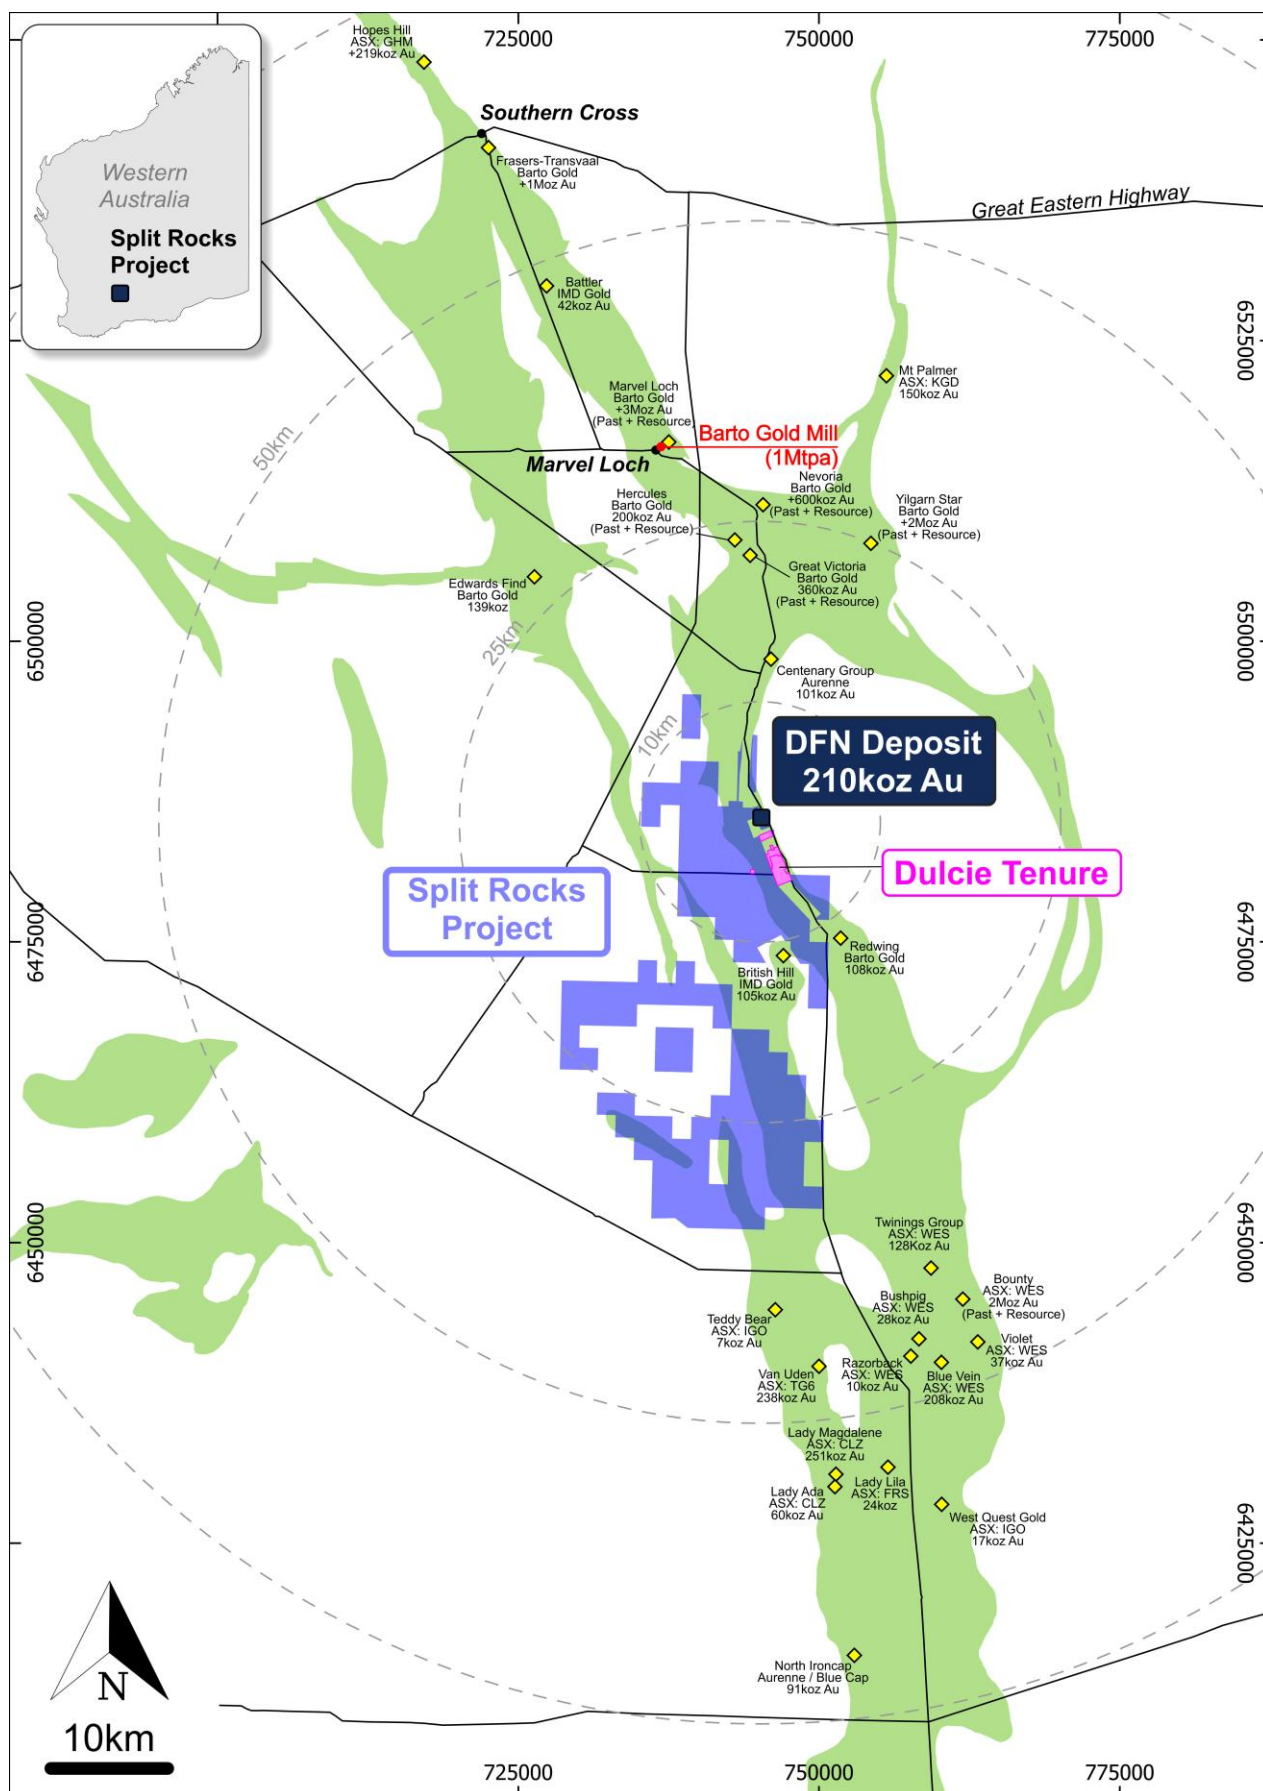 725000
750000
775000
Hopes Hill
ASX: GHM
+219koz Au
Southern Cross
Frasers-Transvaal
Barto Gold
+1Moz Au
Great Eastern Highway
Western
Australia
Split Rocks
Project
Battler
IMD Gold
42koz Au
6525000
Mt Palmer
ASX: KGD
150koz Au
Marvel Loch
Barto Gold
+3Moz Au
(Past + Resource)
Barto Gold Mill
(1Mtpa)
50km
Marvel Loch
Nevoria
Barto Gold
+600koz Au
(Past + Resource)
Hercules
Barto Gold
200koz Au
(Past + Resource)
Yilgarn Star
Barto Gold
+2Moz Au
(Past + Resource)
Great Victoria
Barto Gold
360koz Au
(Past + Resource)
Edwards Find
Barto Gold
139koz
25km
6500000
6500000
Centenary Group
Aurenne
101koz Au
10km
DFN Deposit
210koz Au
Dulcie Tenure
Split Rocks
Project
6475000
6475000
Redwing
Barto Gold
108koz Au
British Hill
IMD Gold
105koz Au
6450000
6450000
Twinings Group
ASX: WES
128Koz Au
Bounty
ASX: WES
2Moz Au
(Past + Resource)
Bushpig
ASX: WES
28koz Au
Teddy Bear
ASX: IGO
7koz Au
Violet
ASX: WES
37koz Au
Razorback
ASX: WES
10koz Au
Blue Vein
ASX: WES
208koz Au
Van Uden
ASX: TG6
238koz Au
Lady Magdalene
ASX: CLZ
251koz Au
Lady Ada
ASX: CLZ
60koz Au
Lady Lila
ASX: FRS
24koz
West Quest Gold
ASX: IGO
17koz Au
6425000
North Ironcap
Aurenne / Blue Cap
91koz Au
N
10km
725000
750000
775000